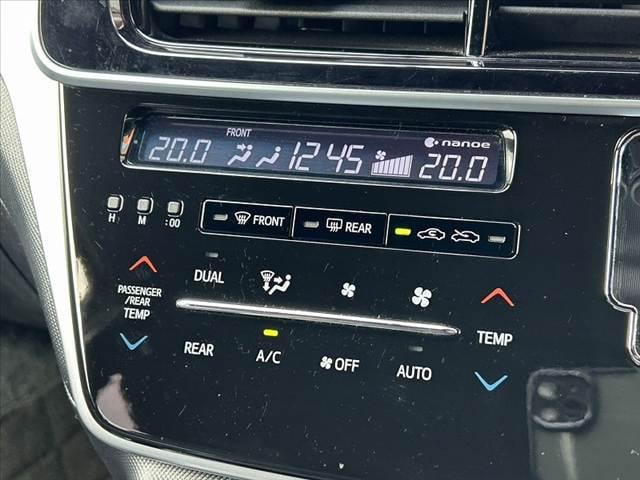 FRONT
nanoe
20.0 12 45 20.0
H M :00
FRONT REAR
DUAL
PASSENGER
/REAR
TEMP
TEMP
REAR A/C OFF AUTO